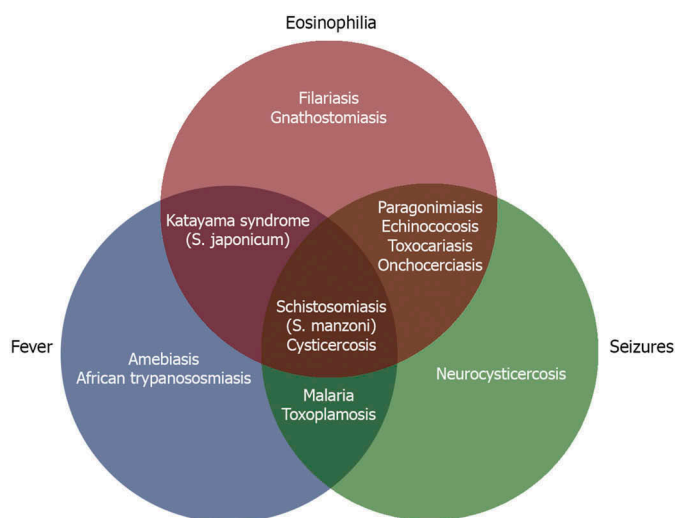 Eosinophilia
Filariasis
Gnathostomiasis
Katayama syndrome
(S. japonicum)
Paragonimiasis
Echinococosis
Toxocariasis
Onchocerciasis
Schistosomiasis
(S. manzoni)
Cysticercosis
Fever
Amebiasis
African trypanososmiasis
Malaria
Toxoplamosis
Neurocysticercosis
Seizures